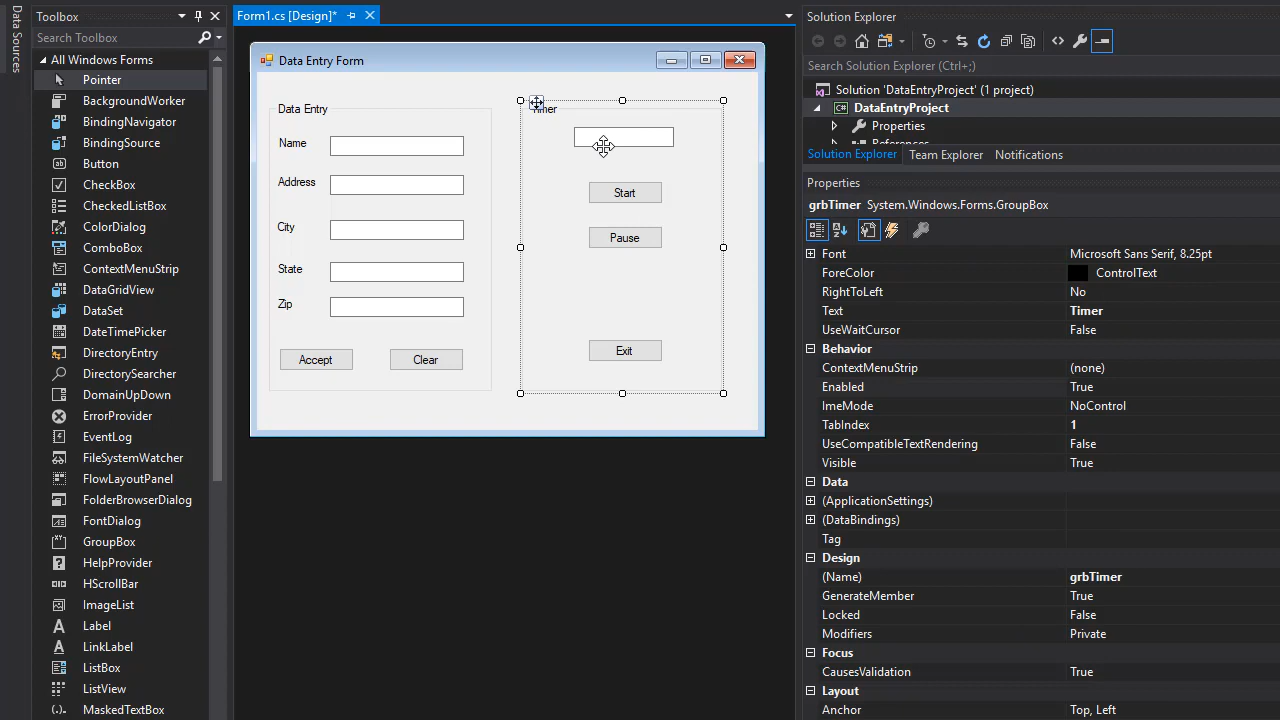 Data Sources
Toolbox
Search Toolbox
All Windows Forms
Pointer
BackgroundWorker
BindingNavigator
BindingSource
Button
CheckBox
CheckedListBox
ColorDialog
ComboBox
ContextMenuStrip
DataGridView
DataSet
DateTimePicker
DirectoryEntry
DirectorySearcher
DomainUpDown
ErrorProvider
EventLog
FileSystemWatcher
FlowLayoutPanel
FolderBrowserDialog
FontDialog
GroupBox
HelpProvider
HScrollBar
ImageList
Label
LinkLabel
ListBox
ListView
MaskedTextBox
Form1.cs [Design]*
Data Entry Form
Data Entry
Name
Address
City
State
Zip
Accept Clear
Timer
Start
Pause
Exit
Solution Explorer
Search Solution Explorer (Ctrl+;)
Solution 'DataEntryProject' (1 project)
C# DataEntryProject
Properties
References
Solution Explorer Team Explorer Notifications
Properties
grbTimer System.Windows.Forms.GroupBox
Font Microsoft Sans Serif, 8.25pt
ForeColor ControlText
RightToLeft No
Text Timer
UseWaitCursor False
Behavior
ContextMenuStrip (none)
Enabled True
ImeMode NoControl
TabIndex 1
UseCompatibleTextRendering False
Visible True
Data
(ApplicationSettings)
(DataBindings)
Tag
Design
(Name) grbTimer
GenerateMember True
Locked False
Modifiers Private
Focus
CausesValidation True
Layout
Anchor Top, Left